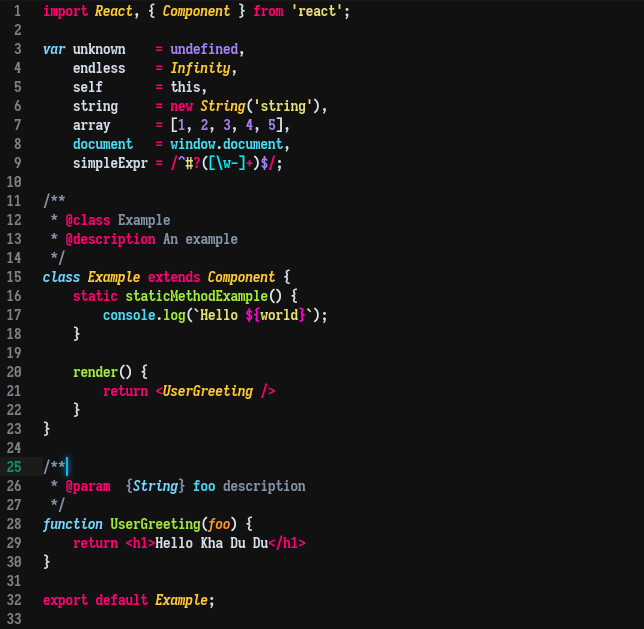 1 import React, { Component } from 'react';
2
3 var unknown    = undefined,
4     endless    = Infinity,
5     self       = this,
6     string     = new String('string'),
7     array      = [1, 2, 3, 4, 5],
8     document   = window.document,
9     simpleExpr = /^#?([\w-]+)$/;
10
11 /**
12  * @class Example
13  * @description An example
14  */
15 class Example extends Component {
16     static staticMethodExample() {
17         console.log(`Hello ${world}`);
18     }
19
20     render() {
21         return <UserGreeting />
22     }
23 }
24
25 /**
26  * @param  {String} foo description
27  */
28 function UserGreeting(foo) {
29     return <h1>Hello Kha Du Du</h1>
30 }
31
32 export default Example;
33